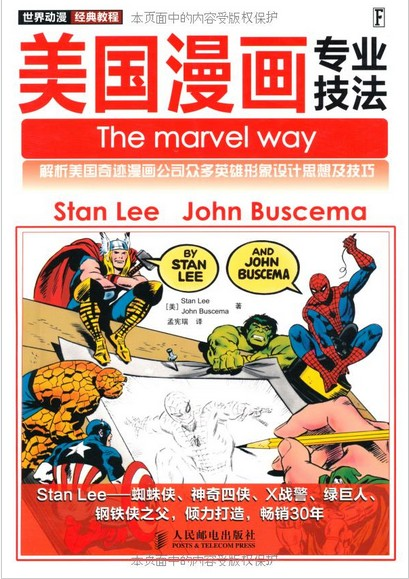 世界动漫 经典教程
本页面中的内容受版权保护
F
美国漫画
专业
技法
The marvel way
解析美国奇迹漫画公司众多英雄形象设计思想及技巧
Stan Lee John Buscema
BY
STAN
LEE
AND
JOHN
BUSCEMA
[美] Stan Lee
John Buscema 著
孟宪瑞 译
Stan Lee——蜘蛛侠、神奇四侠、X战警、绿巨人、
钢铁侠之父，倾力打造，畅销30年
人民邮电出版社
POSTS & TELECOM PRESS
本页面中的内容受版权保护